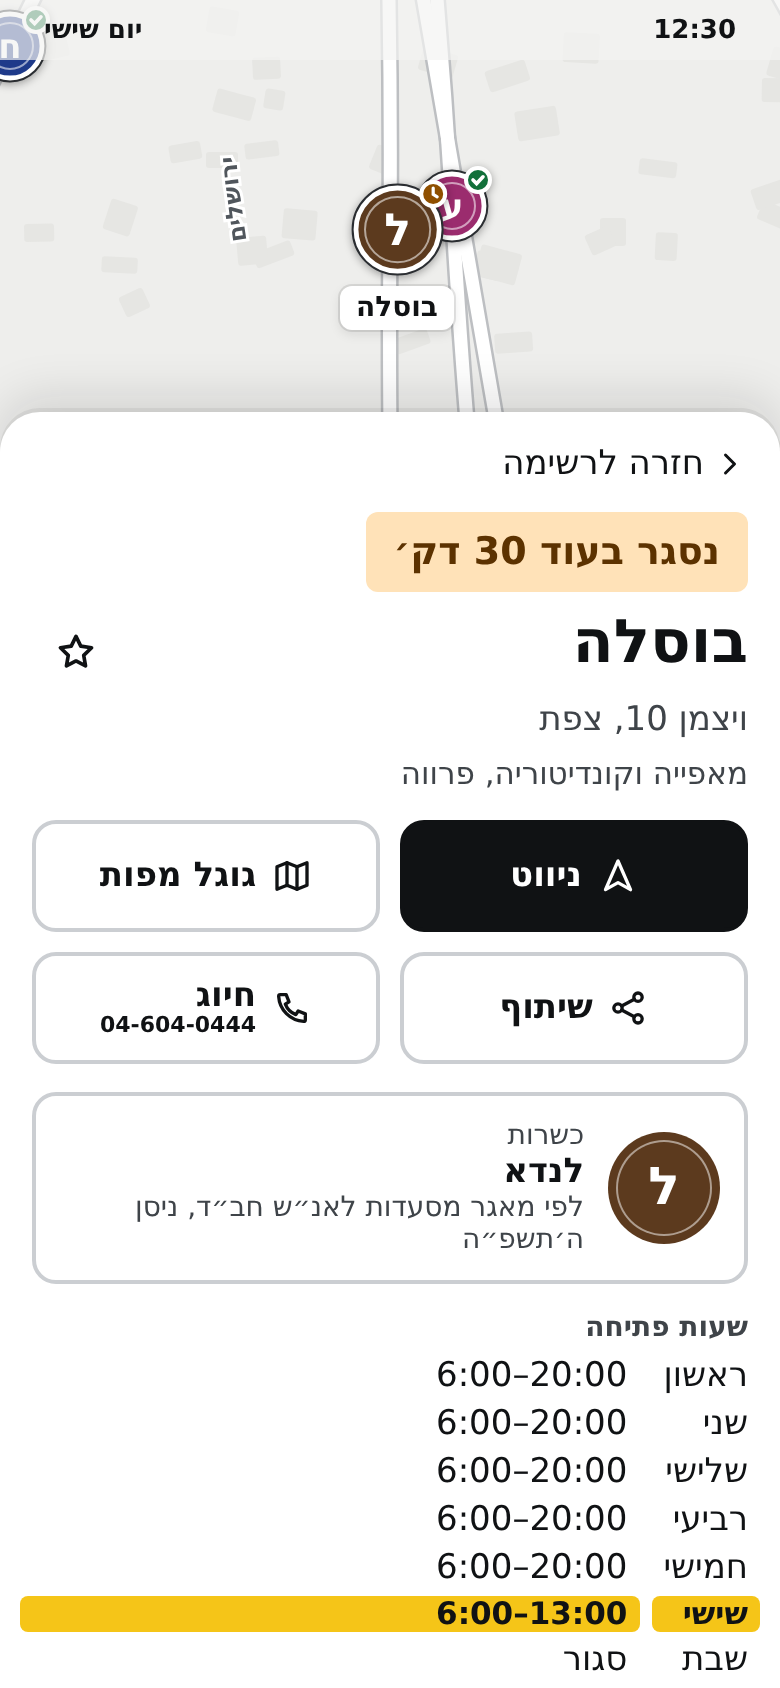 12:30
יום שישי
ח
ירושלים
ע
ל
בוסלה
חזרה לרשימה
נסגר בעוד 30 דק׳
בוסלה
ויצמן 10, צפת
מאפייה וקונדיטוריה, פרווה
ניווט
גוגל מפות
שיתוף
חיוג
04-604-0444
ל
כשרות
לנדא
לפי מאגר מסעדות לאנ״ש חב״ד, ניסן
ה׳תשפ״ה
שעות פתיחה
ראשון 6:00–20:00
שני 6:00–20:00
שלישי 6:00–20:00
רביעי 6:00–20:00
חמישי 6:00–20:00
שישי 6:00–13:00
שבת סגור